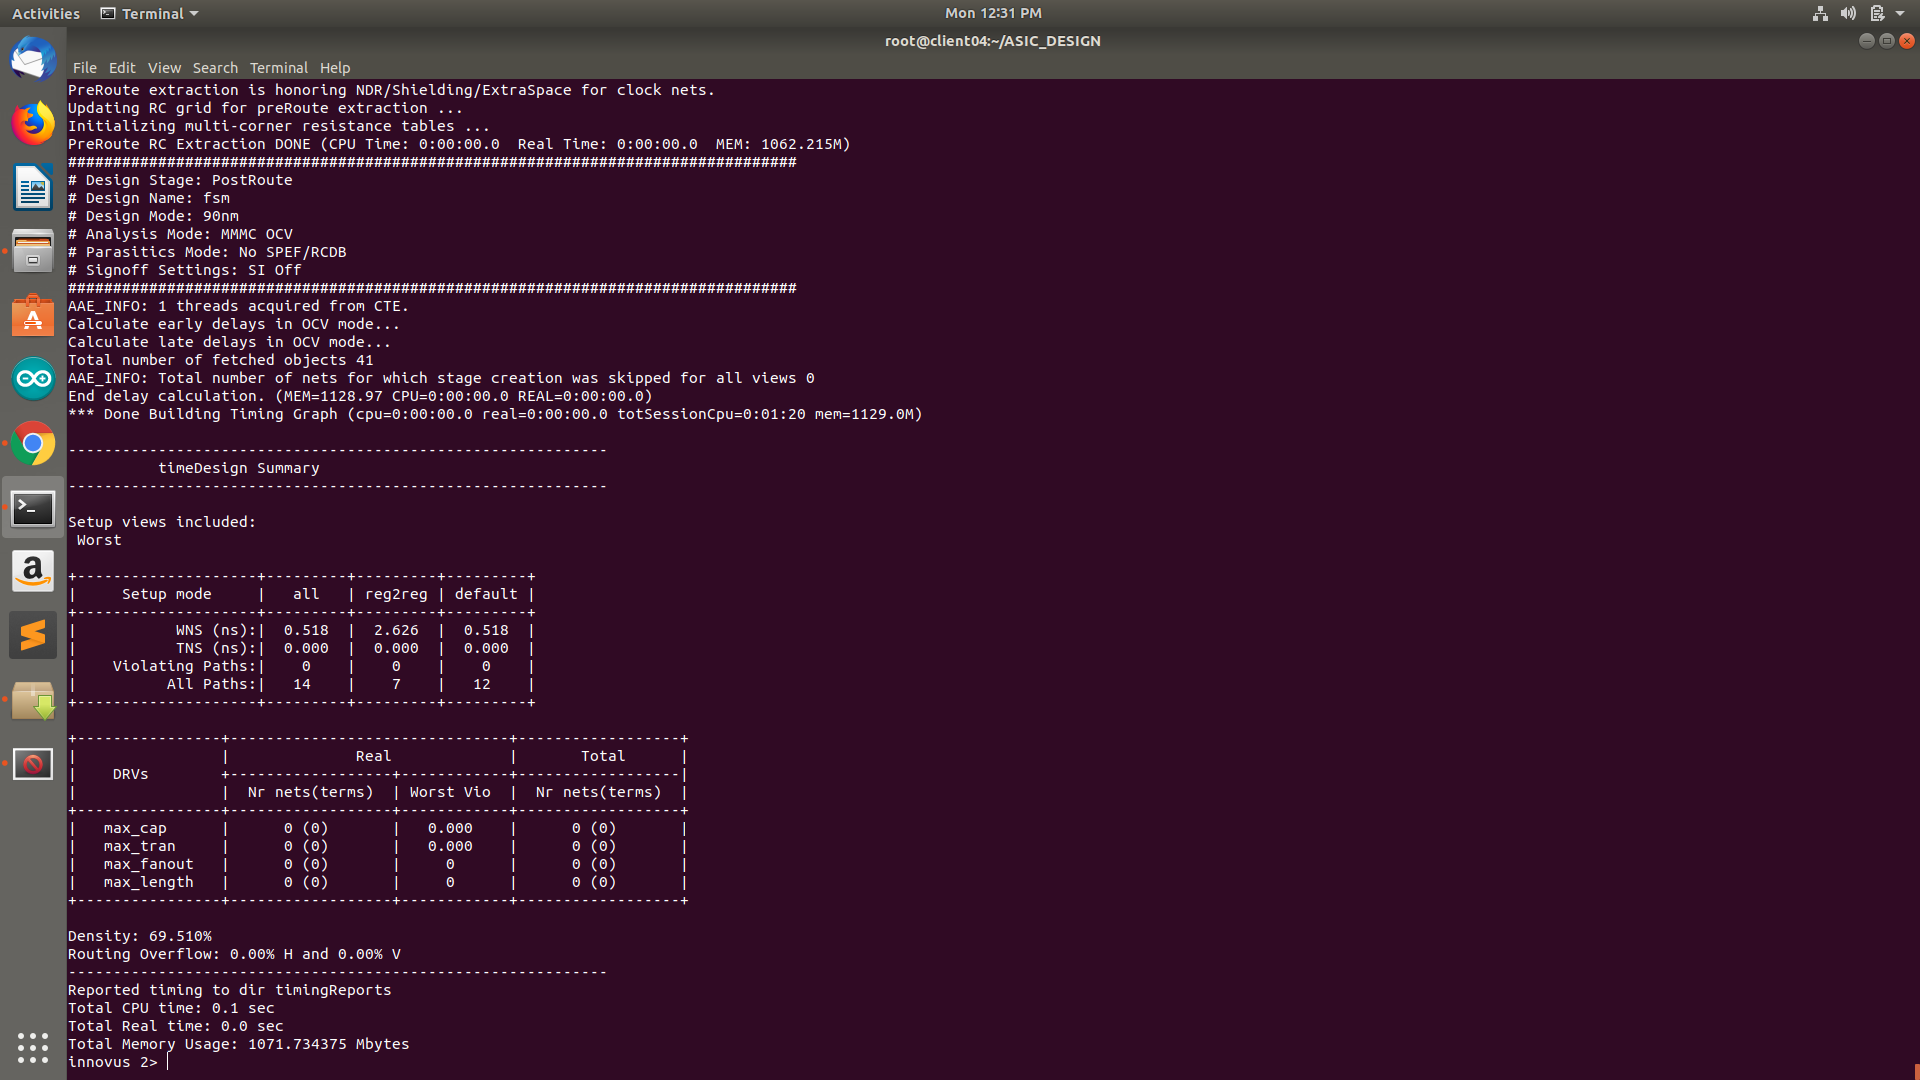 Activities Terminal Mon 12:31 PM
root@client04:~/ASIC_DESIGN
File Edit View Search Terminal Help
PreRoute extraction is honoring NDR/Shielding/ExtraSpace for clock nets.
Updating RC grid for preRoute extraction ...
Initializing multi-corner resistance tables ...
PreRoute RC Extraction DONE (CPU Time: 0:00:00.0  Real Time: 0:00:00.0  MEM: 1062.215M)
#################################################################################
# Design Stage: PostRoute
# Design Name: fsm
# Design Mode: 90nm
# Analysis Mode: MMMC OCV
# Parasitics Mode: No SPEF/RCDB
# Signoff Settings: SI Off
#################################################################################
AAE_INFO: 1 threads acquired from CTE.
Calculate early delays in OCV mode...
Calculate late delays in OCV mode...
Total number of fetched objects 41
AAE_INFO: Total number of nets for which stage creation was skipped for all views 0
End delay calculation. (MEM=1128.97 CPU=0:00:00.0 REAL=0:00:00.0)
*** Done Building Timing Graph (cpu=0:00:00.0 real=0:00:00.0 totSessionCpu=0:01:20 mem=1129.0M)
------------------------------------------------------------
          timeDesign Summary
------------------------------------------------------------
Setup views included:
 Worst
+--------------------+---------+---------+---------+
|     Setup mode     |   all   | reg2reg | default |
+--------------------+---------+---------+---------+
|           WNS (ns):|  0.518  |  2.626  |  0.518  |
|           TNS (ns):|  0.000  |  0.000  |  0.000  |
|    Violating Paths:|    0    |    0    |    0    |
|          All Paths:|   14    |    7    |   12    |
+--------------------+---------+---------+---------+
+----------------+-------------------------------+------------------+
|                |              Real             |       Total      |
|    DRVs        +-------------------+-----------+------------------|
|                |  Nr nets(terms)  | Worst Vio  |  Nr nets(terms)  |
+----------------+------------------+------------+------------------+
|   max_cap      |      0 (0)       |   0.000    |      0 (0)       |
|   max_tran     |      0 (0)       |   0.000    |      0 (0)       |
|   max_fanout   |      0 (0)       |     0      |      0 (0)       |
|   max_length   |      0 (0)       |     0      |      0 (0)       |
+----------------+------------------+------------+------------------+
Density: 69.510%
Routing Overflow: 0.00% H and 0.00% V
------------------------------------------------------------
Reported timing to dir timingReports
Total CPU time: 0.1 sec
Total Real time: 0.0 sec
Total Memory Usage: 1071.734375 Mbytes
innovus 2>